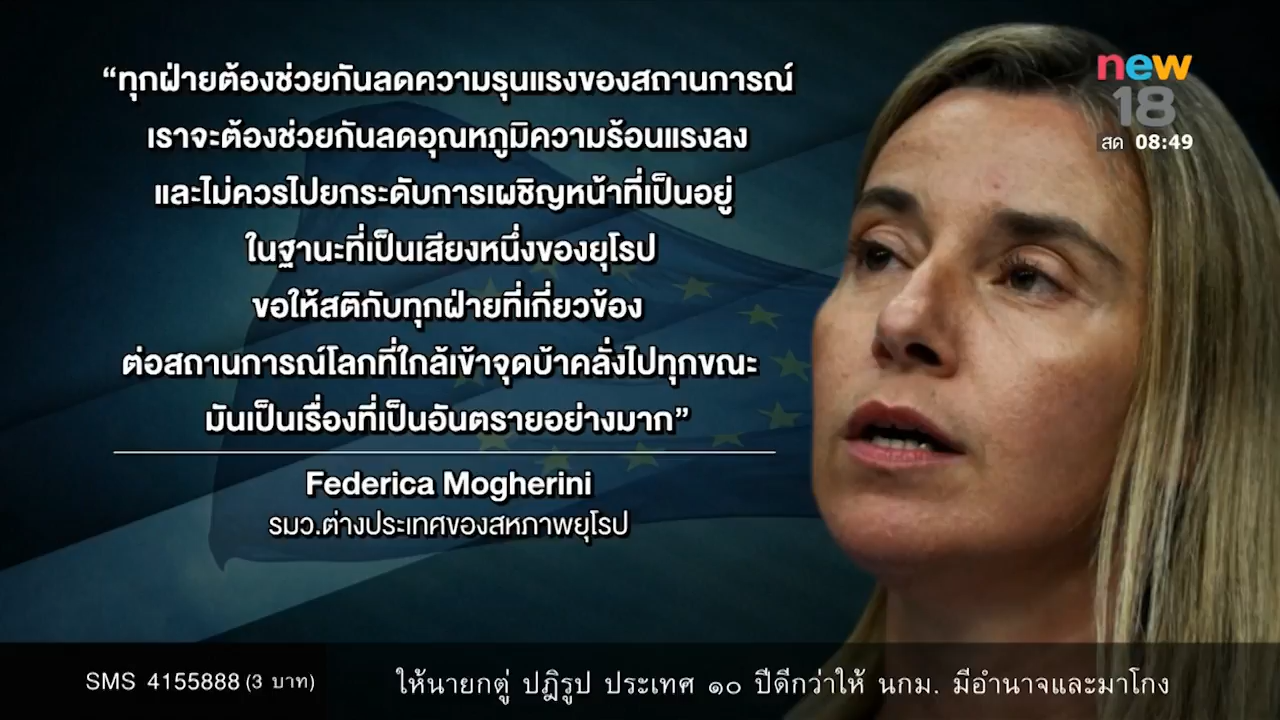 new
18
สด 08:49
“ทุกฝ่ายต้องช่วยกันลดความรุนแรงของสถานการณ์
เราจะต้องช่วยกันลดอุณหภูมิความร้อนแรงลง
และไม่ควรไปยกระดับการเผชิญหน้าที่เป็นอยู่
ในฐานะที่เป็นเสียงหนึ่งของยุโรป
ขอให้สติกับทุกฝ่ายที่เกี่ยวข้อง
ต่อสถานการณ์โลกที่ใกล้เข้าจุดบ้าคลั่งไปทุกขณะ
มันเป็นเรื่องที่เป็นอันตรายอย่างมาก”
Federica Mogherini
รมว.ต่างประเทศของสหภาพยุโรป
SMS 4155888 (3 บาท) ให้นายกตู่ ปฎิรูป ประเทศ ๑๐ ปีดีกว่าให้ นกม. มีอำนาจและมาโกง